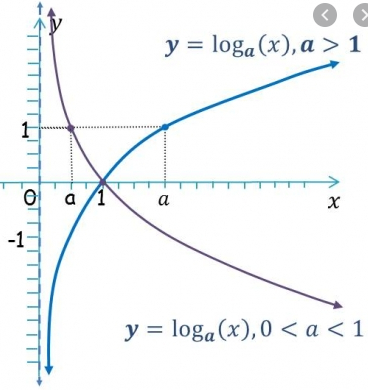 y
y = logₐ(x), a > 1
1
0 a 1 a x
-1
y = logₐ(x), 0 < a < 1